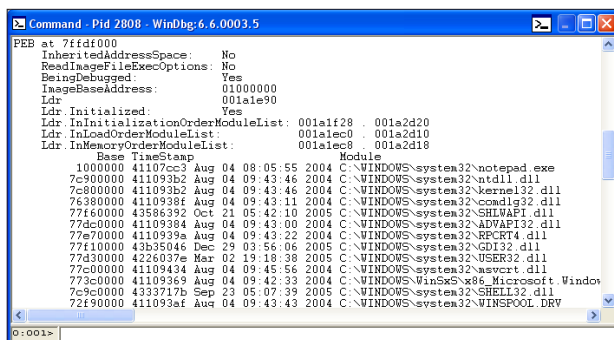 Command - Pid 2808 - WinDbg:6.6.0003.5
PEB at 7ffdf000
InheritedAddressSpace: No
ReadImageFileExecOptions: No
BeingDebugged: Yes
ImageBaseAddress: 01000000
Ldr 001a1e90
Ldr.Initialized: Yes
Ldr.InInitializationOrderModuleList: 001a1f28 . 001a2d20
Ldr.InLoadOrderModuleList: 001a1ec0 . 001a2d10
Ldr.InMemoryOrderModuleList: 001a1ec8 . 001a2d18
Base TimeStamp Module
1000000 41107cc3 Aug 04 08:05:55 2004 C:\WINDOWS\system32\notepad.exe
7c900000 411093b2 Aug 04 09:43:46 2004 C:\WINDOWS\system32\ntdll.dll
7c800000 411093b2 Aug 04 09:43:46 2004 C:\WINDOWS\system32\kernel32.dll
76380000 4110938f Aug 04 09:43:11 2004 C:\WINDOWS\system32\comdlg32.dll
77f60000 43586392 Oct 21 05:42:10 2005 C:\WINDOWS\system32\SHLWAPI.dll
77dc0000 41109384 Aug 04 09:43:00 2004 C:\WINDOWS\system32\ADVAPI32.dll
77e70000 4110939a Aug 04 09:43:22 2004 C:\WINDOWS\system32\RPCRT4.dll
77f10000 43b35046 Dec 29 03:56:06 2005 C:\WINDOWS\system32\GDI32.dll
77d30000 4226037e Mar 02 19:18:38 2005 C:\WINDOWS\system32\USER32.dll
77c00000 41109434 Aug 04 09:45:56 2004 C:\WINDOWS\system32\msvcrt.dll
773c0000 41109369 Aug 04 09:42:33 2004 C:\WINDOWS\WinSxS\x86_Microsoft.Window
7c9c0000 4333717b Sep 23 05:07:39 2005 C:\WINDOWS\system32\SHELL32.dll
72f90000 411093af Aug 04 09:43:43 2004 C:\WINDOWS\system32\WINSPOOL.DRV
0:001>